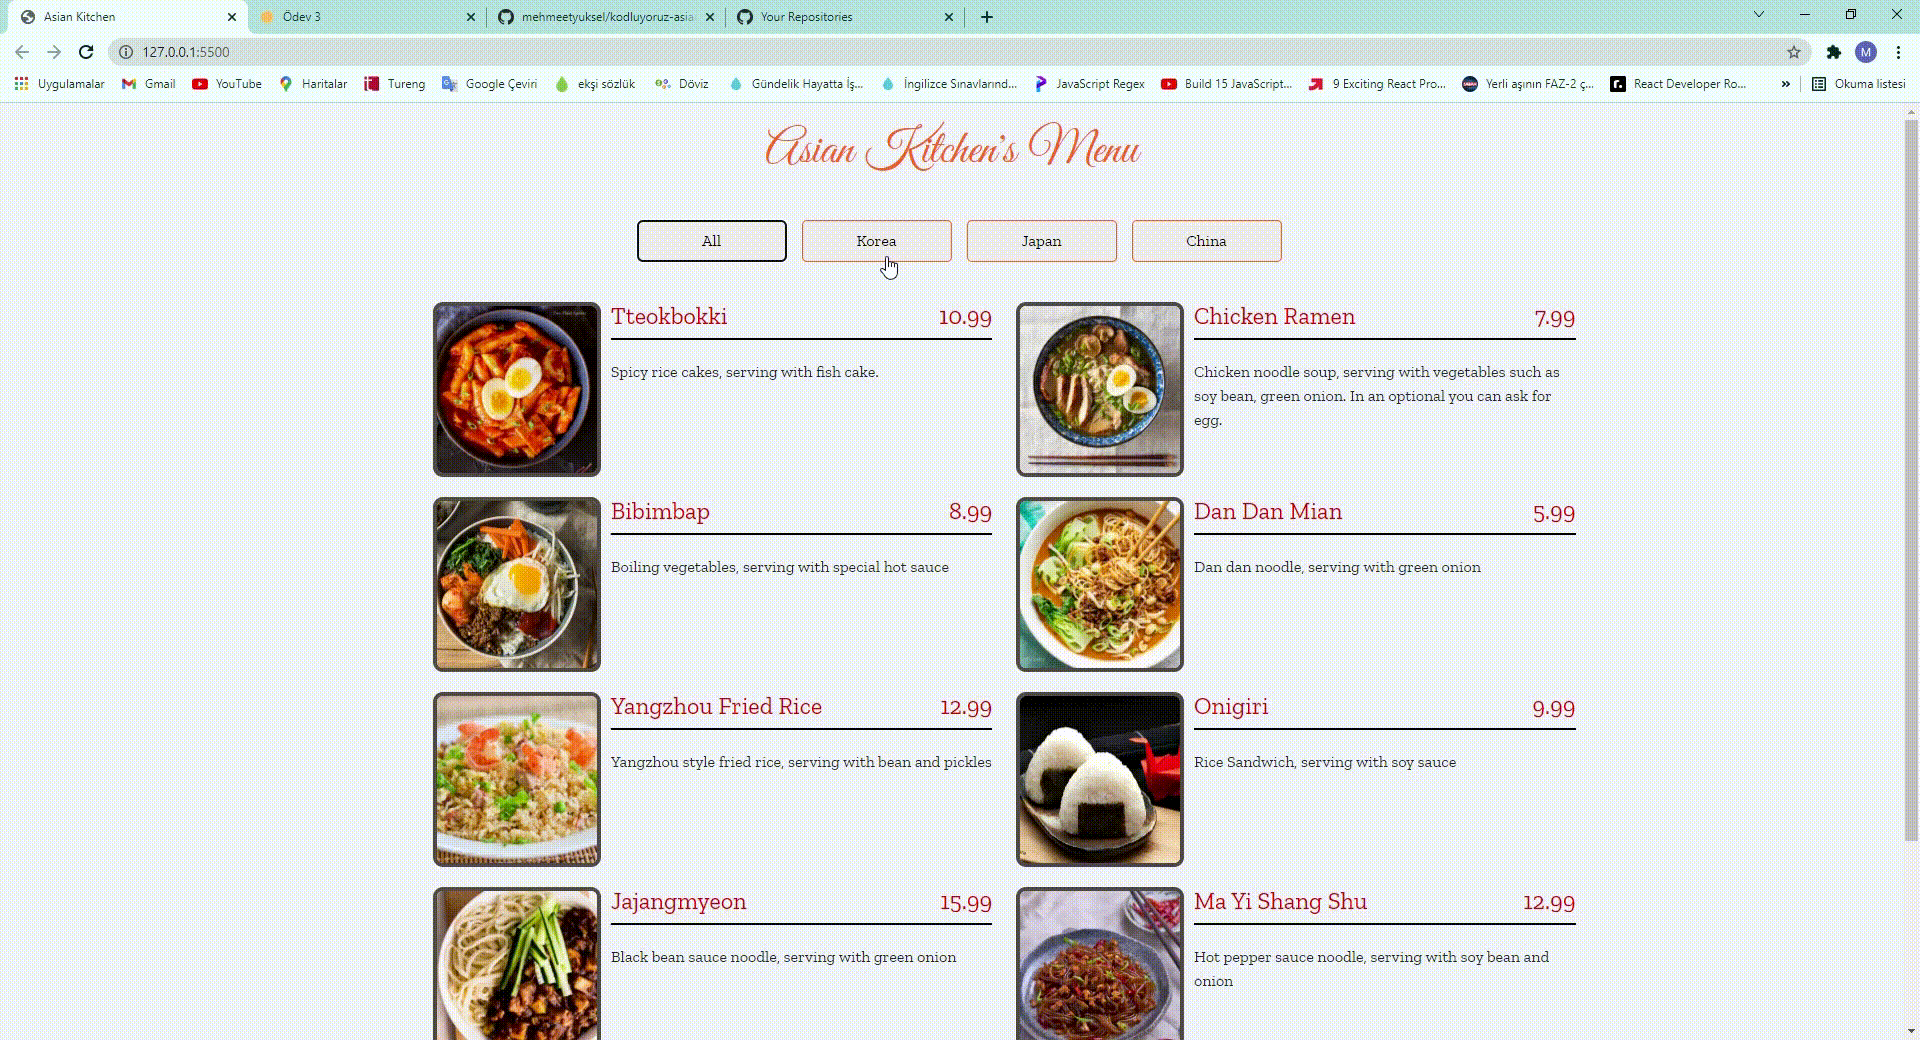 Asian Kitchen
Ödev 3
mehmeetyuksel/kodluyoruz-asia
Your Repositories
127.0.0.1:5500
M
Uygulamalar
Gmail
YouTube
Haritalar
Tureng
Google Çeviri
ekşi sözlük
Döviz
Gündelik Hayatta İş...
İngilizce Sınavlarınd...
JavaScript Regex
Build 15 JavaScript...
9 Exciting React Pro...
Yerli aşının FAZ-2 ç...
React Developer Ro...
»
Okuma listesi
Asian Kitchen's Menu
All
Korea
Japan
China
Tteokbokki 10.99
Spicy rice cakes, serving with fish cake.
Chicken Ramen 7.99
Chicken noodle soup, serving with vegetables such as
soy bean, green onion. In an optional you can ask for
egg.
Bibimbap 8.99
Boiling vegetables, serving with special hot sauce
Dan Dan Mian 5.99
Dan dan noodle, serving with green onion
Yangzhou Fried Rice 12.99
Yangzhou style fried rice, serving with bean and pickles
Onigiri 9.99
Rice Sandwich, serving with soy sauce
Jajangmyeon 15.99
Black bean sauce noodle, serving with green onion
Ma Yi Shang Shu 12.99
Hot pepper sauce noodle, serving with soy bean and
onion